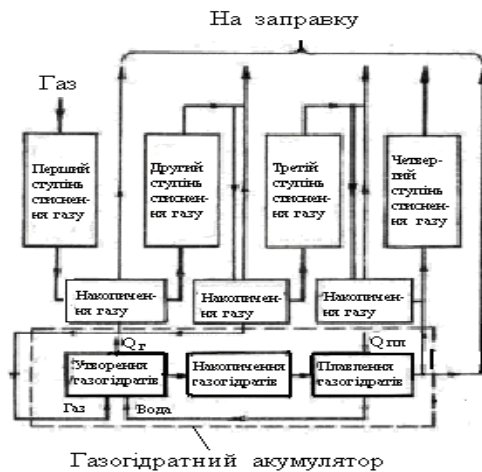 На заправку
Газ
Перший
ступінь
стиснен-
ня газу
Другий
ступінь
стиснен-
ня газу
Третій
ступінь
стиснен-
ня газу
Четвер-
тий
ступінь
стиснен-
ня газу
Накопичен-
ня газу
Накопичен-
ня газу
Накопичен-
ня газу
Qг
Qпл
Утворення
газогідратів
Накопичення
газогідратів
Плавлення
газогідратів
Газ
Вода
Газогідратний акумулятор